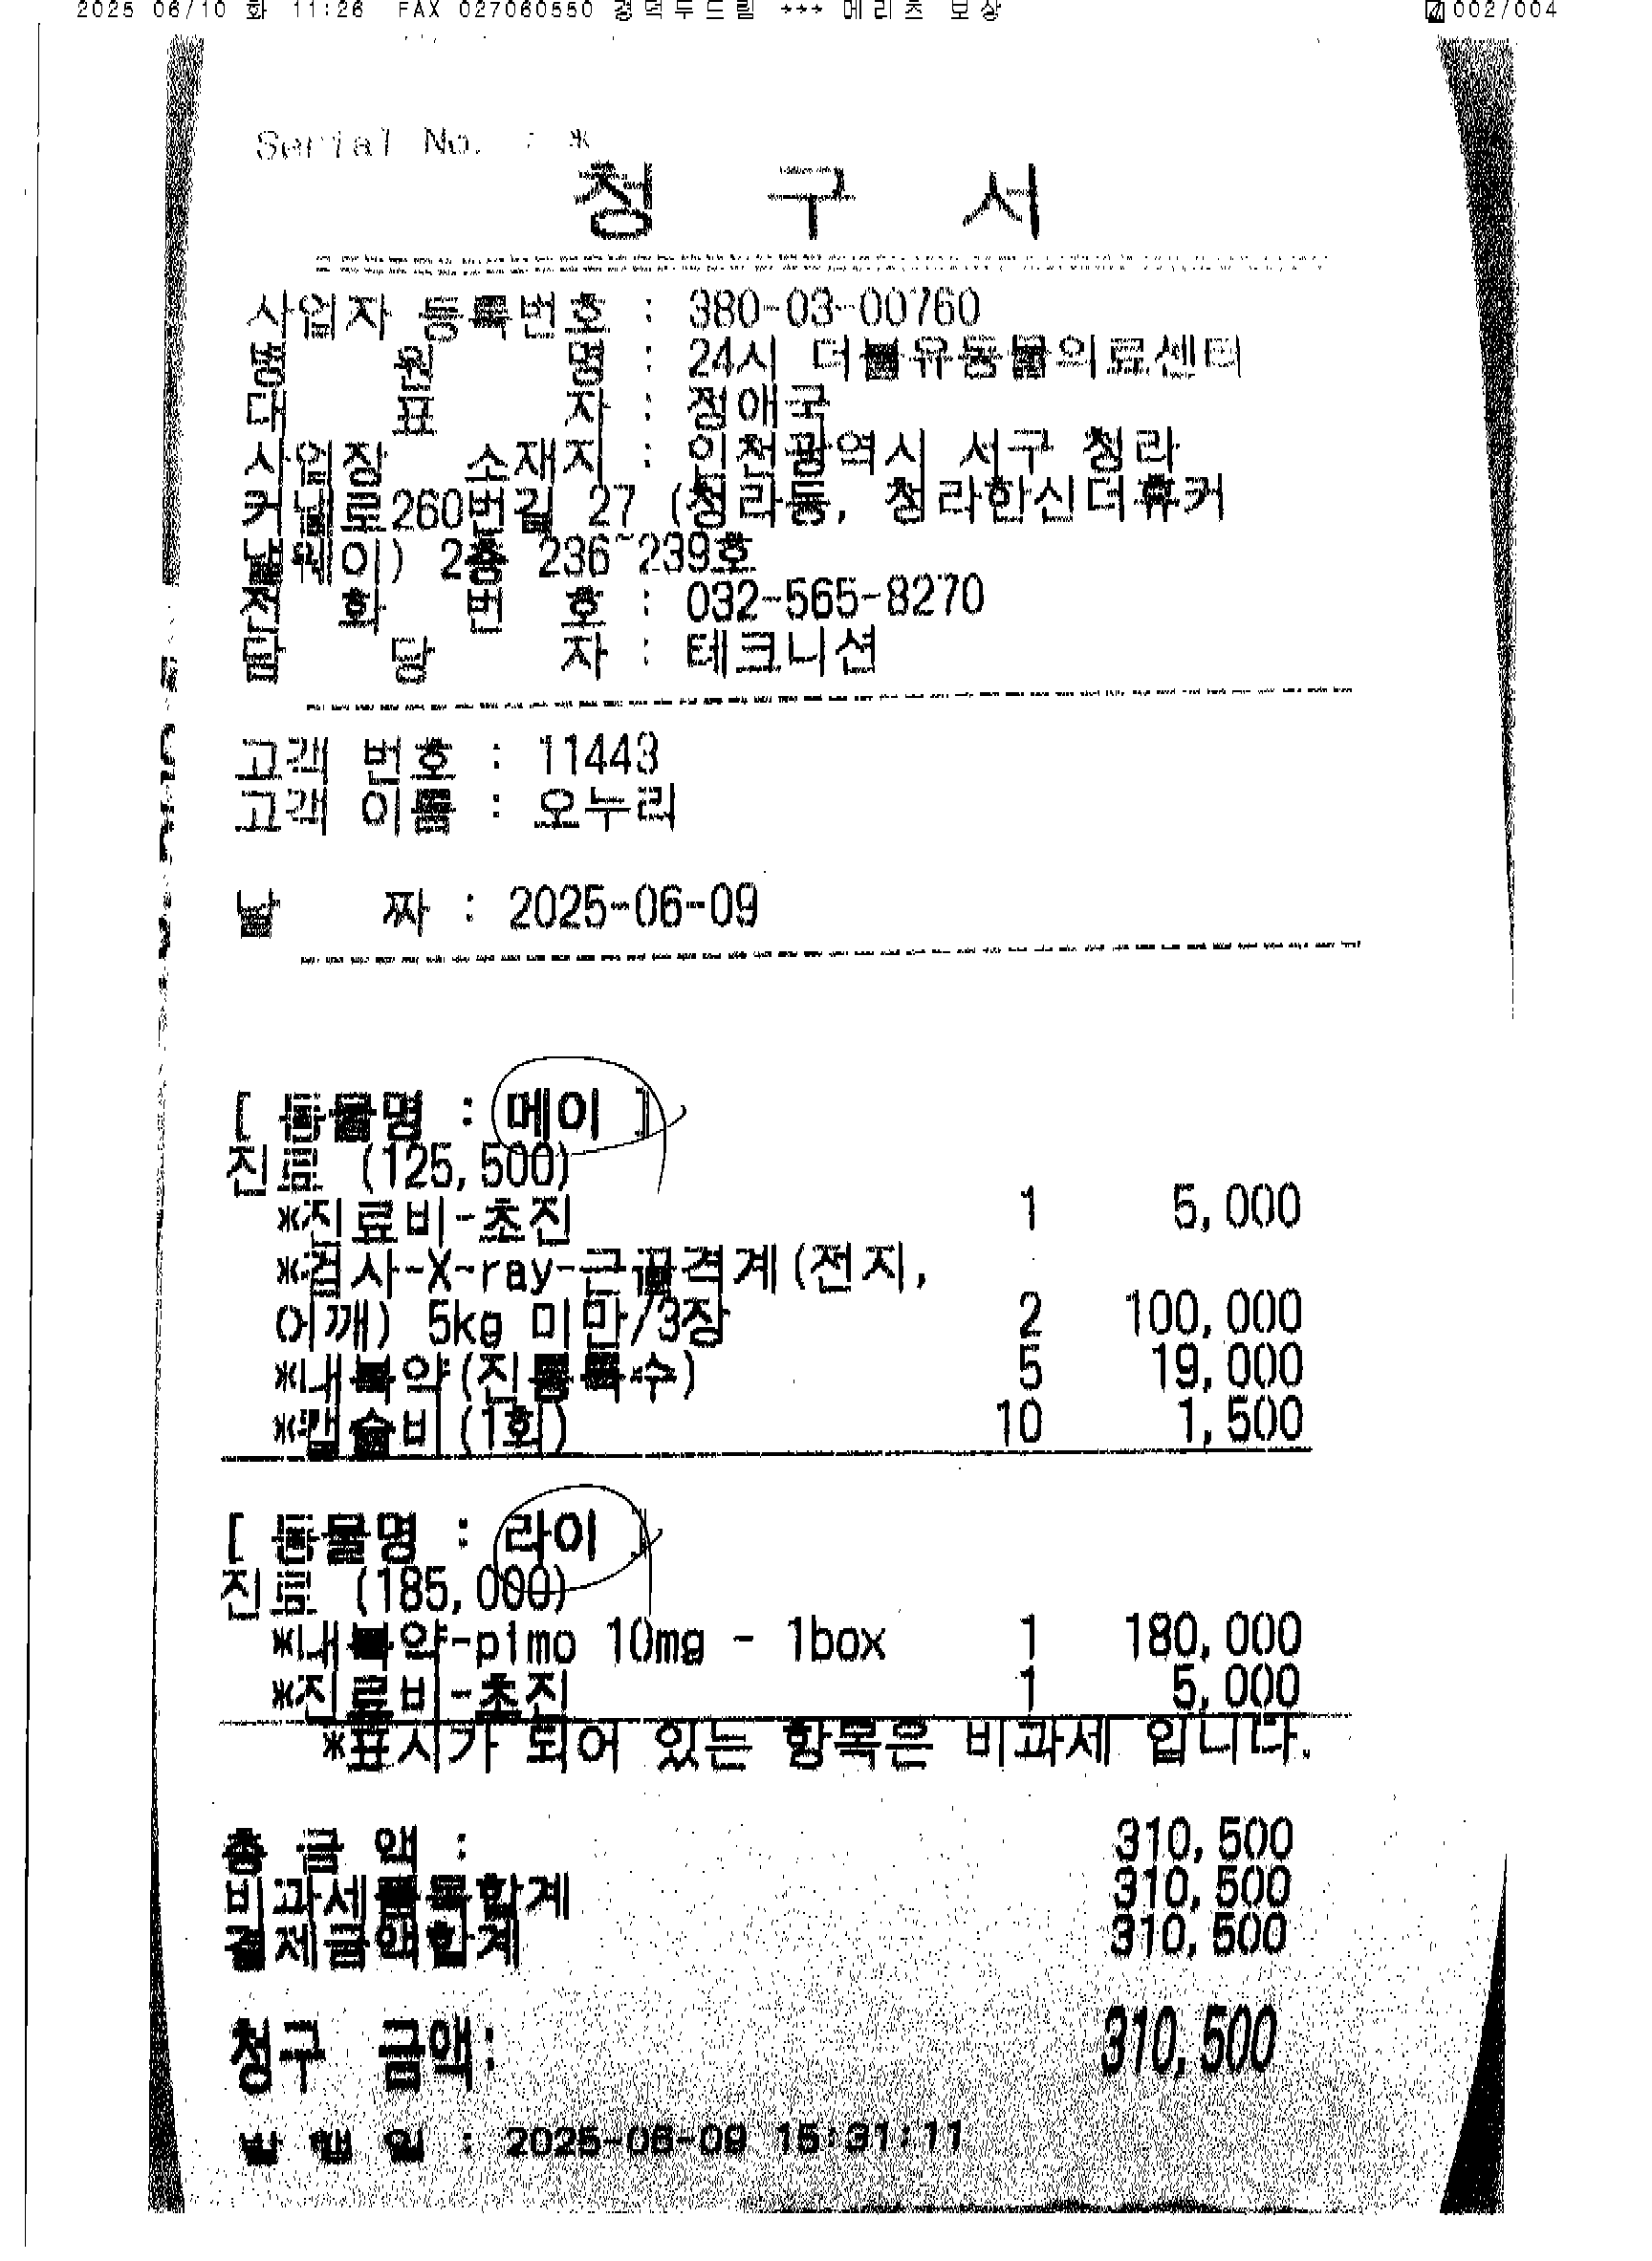 2025 06/10 화 11:26 FAX 027060550 경덕두드림 →→→ 메리츠 보상 002/004
Serial No. : *
청 구 서
사업자 등록번호 : 380-03-00760
병 원 명 : 24시 더불유동물의료센터
대 표 자 : 정애국
사업장 소재지 : 인천광역시 서구 청라
커낼로260번길 27 (청라동, 청라한신더휴커
낼웨이) 2층 236~239호
전 화 번 호 : 032-565-8270
담 당 자 : 테크니션
고객 번호 : 11443
고객 이름 : 오누리
날 짜 : 2025-06-09
[ 동물명 : 메이 ]
진료 (125,500)
*진료비-초진 1 5,000
*검사-X-ray-근골격계(전지,
어깨) 5kg 미만/3장 2 100,000
*내복약(진통특수) 5 19,000
*캡슐비(1회) 10 1,500
[ 동물명 : 라이 ]
진료 (185,000)
*내복약-pimo 10mg - 1box 1 180,000
*진료비-초진 1 5,000
*표시가 되어 있는 항목은 비과세 입니다.
총 금 액 : 310,500
비과세품목합계 310,500
결제금액합계 310,500
청구 금액: 310,500
발 행 일 : 2025-06-09 15:31:11